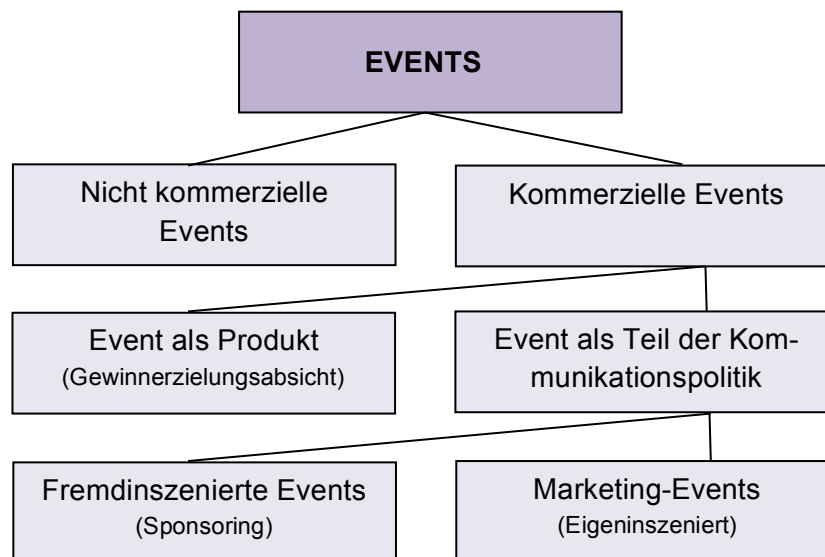 EVENTS
Nicht kommerzielle
Events
Kommerzielle Events
Event als Produkt
(Gewinnerzielungsabsicht)
Event als Teil der Kom-
munikationspolitik
Fremdinszenierte Events
(Sponsoring)
Marketing-Events
(Eigeninszeniert)